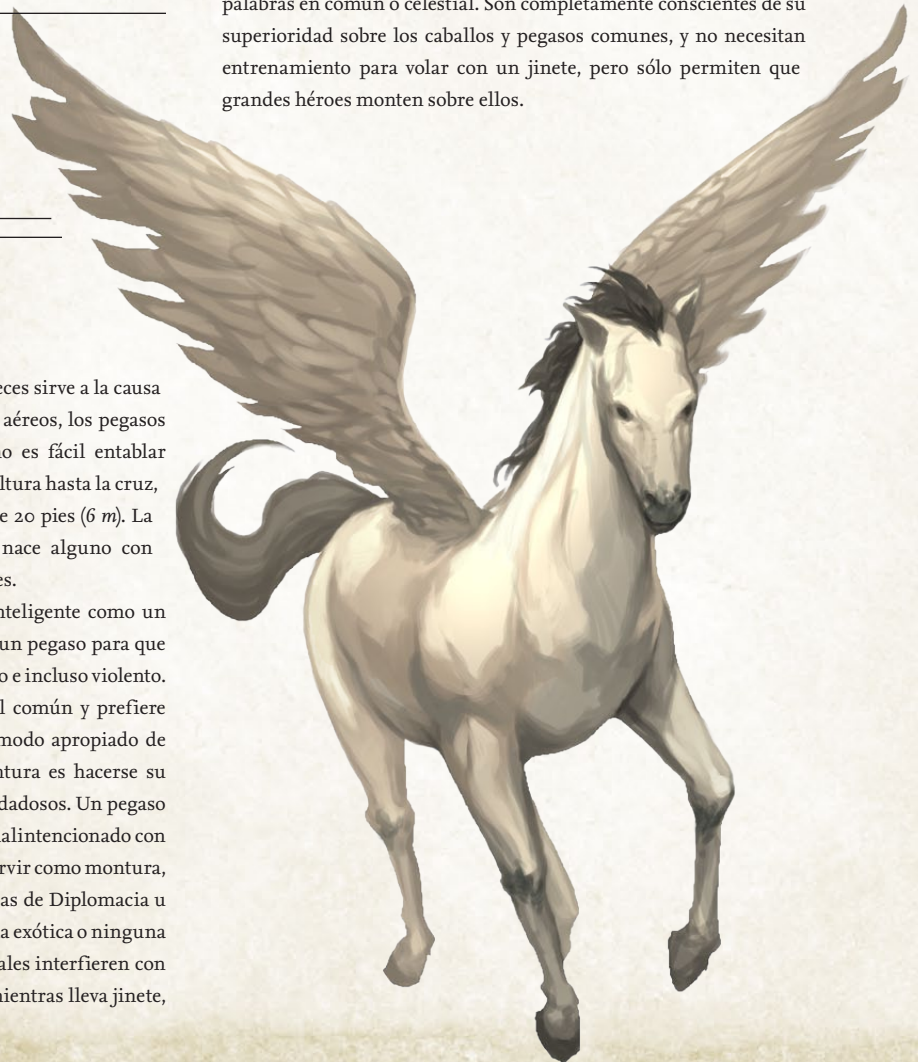 palabras en común o celestial. Son completamente conscientes de su
superioridad sobre los caballos y pegasos comunes, y no necesitan
entrenamiento para volar con un jinete, pero sólo permiten que
grandes héroes monten sobre ellos.
eces sirve a la causa
aéreos, los pegasos
o es fácil entablar
ltura hasta la cruz,
e 20 pies (6 m). La
nace alguno con
es.
nteligente como un
un pegaso para que
o e incluso violento.
l común y prefiere
modo apropiado de
ntura es hacerse su
dadosos. Un pegaso
alintencionado con
rvir como montura,
as de Diplomacia u
a exótica o ninguna
ales interfieren con
mientras lleva jinete,